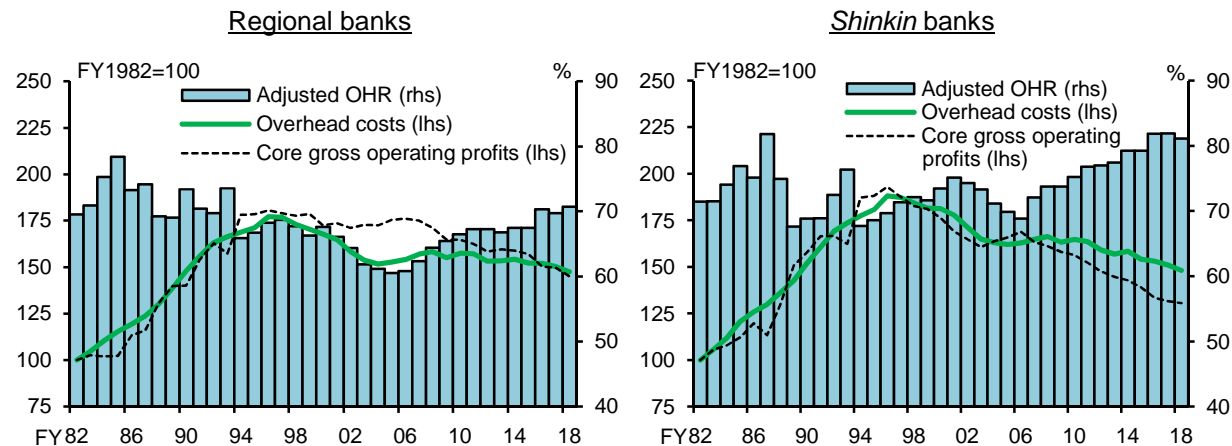 Regional banks
FY1982=100
%
Adjusted OHR (rhs)
Overhead costs (lhs)
Core gross operating profits (lhs)
250
225
200
175
150
125
100
75
90
80
70
60
50
40
FY 82 86 90 94 98 02 06 10 14 18
Shinkin banks
FY1982=100
%
Adjusted OHR (rhs)
Overhead costs (lhs)
Core gross operating
profits (lhs)
250
225
200
175
150
125
100
75
90
80
70
60
50
40
FY 82 86 90 94 98 02 06 10 14 18